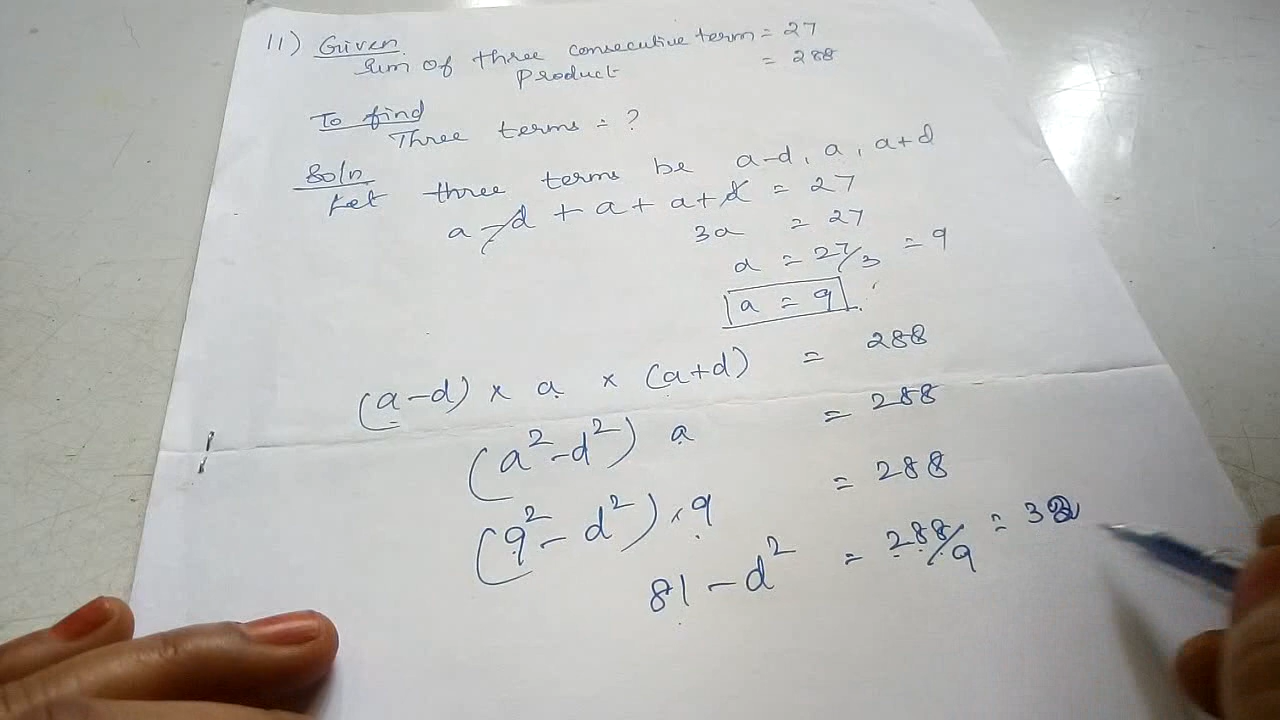 11) Given
Sum of three consecutive term = 27
Product = 288
To find
Three terms = ?
Soln
Let three terms be a-d, a, a+d
a-d + a + a+d = 27
3a = 27
a = 27/3 = 9
a = 9
(a-d) × a × (a+d) = 288
(a²-d²) a = 288
(9²-d²) × 9 = 288
81 - d² = 288/9 = 32